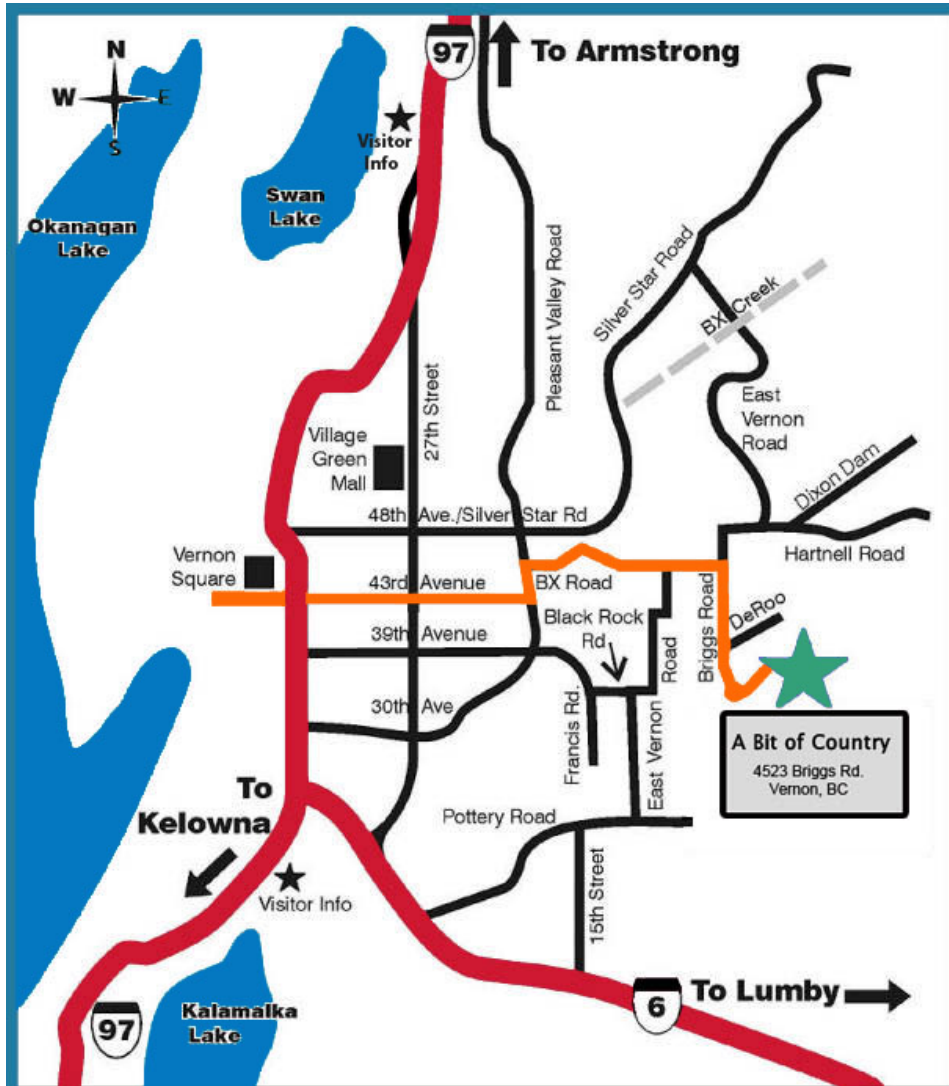 97
To Armstrong
N
W
E
S
Visitor
Info
Swan
Lake
Okanagan
Lake
Pleasant Valley Road
Silver Star Road
BX Creek
27th Street
East
Vernon
Road
Village
Green
Mall
Dixon Dam
48th Ave./Silver Star Rd
Hartnell Road
Vernon
Square
43rd Avenue
BX Road
Black Rock
Rd
Briggs Road
DeRoo
39th Avenue
Road
30th Ave
Francis Rd.
East Vernon
A Bit of Country
4523 Briggs Rd.
Vernon, BC
To
Kelowna
Pottery Road
Visitor Info
15th Street
To Lumby
6
97
Kalamalka
Lake